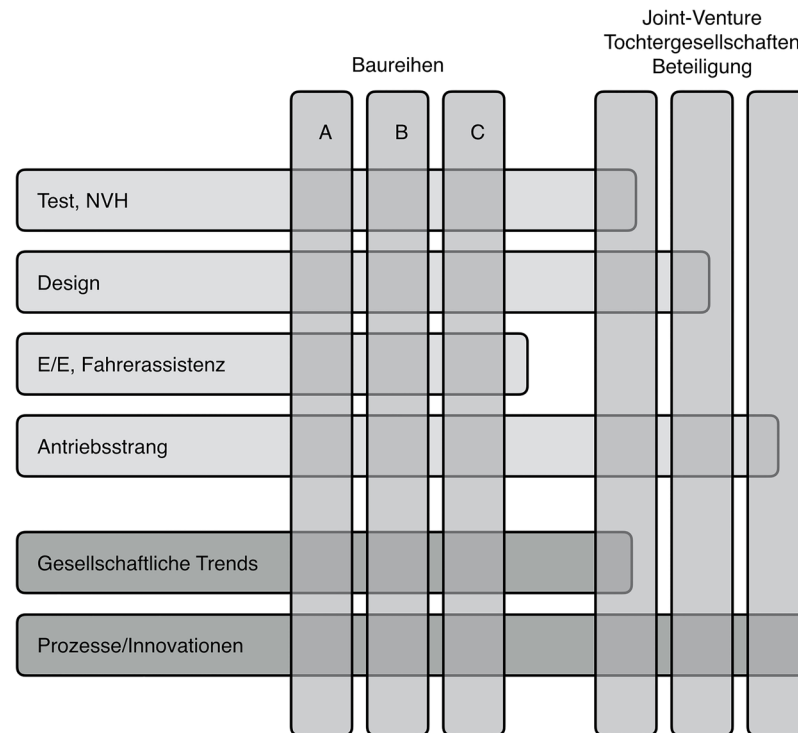 Joint-Venture
Tochtergesellschaften
Beteiligung
Baureihen
A B C
Test, NVH
Design
E/E, Fahrerassistenz
Antriebsstrang
Gesellschaftliche Trends
Prozesse/Innovationen